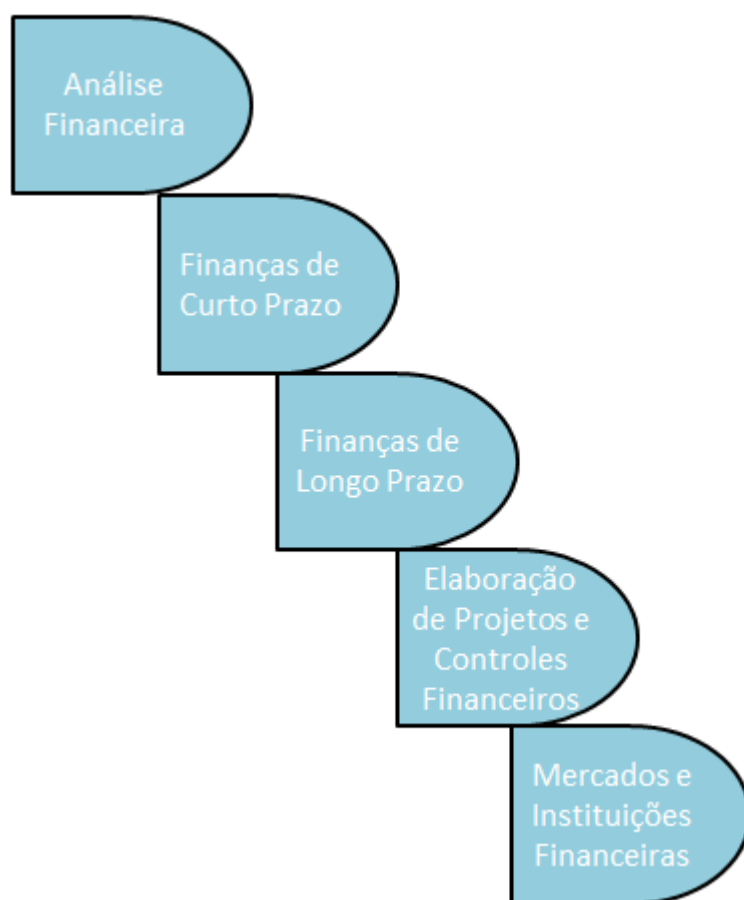 Análise
Financeira
Finanças de
Curto Prazo
Finanças de
Longo Prazo
Elaboração
de Projetos e
Controles
Financeiros
Mercados e
Instituições
Financeiras